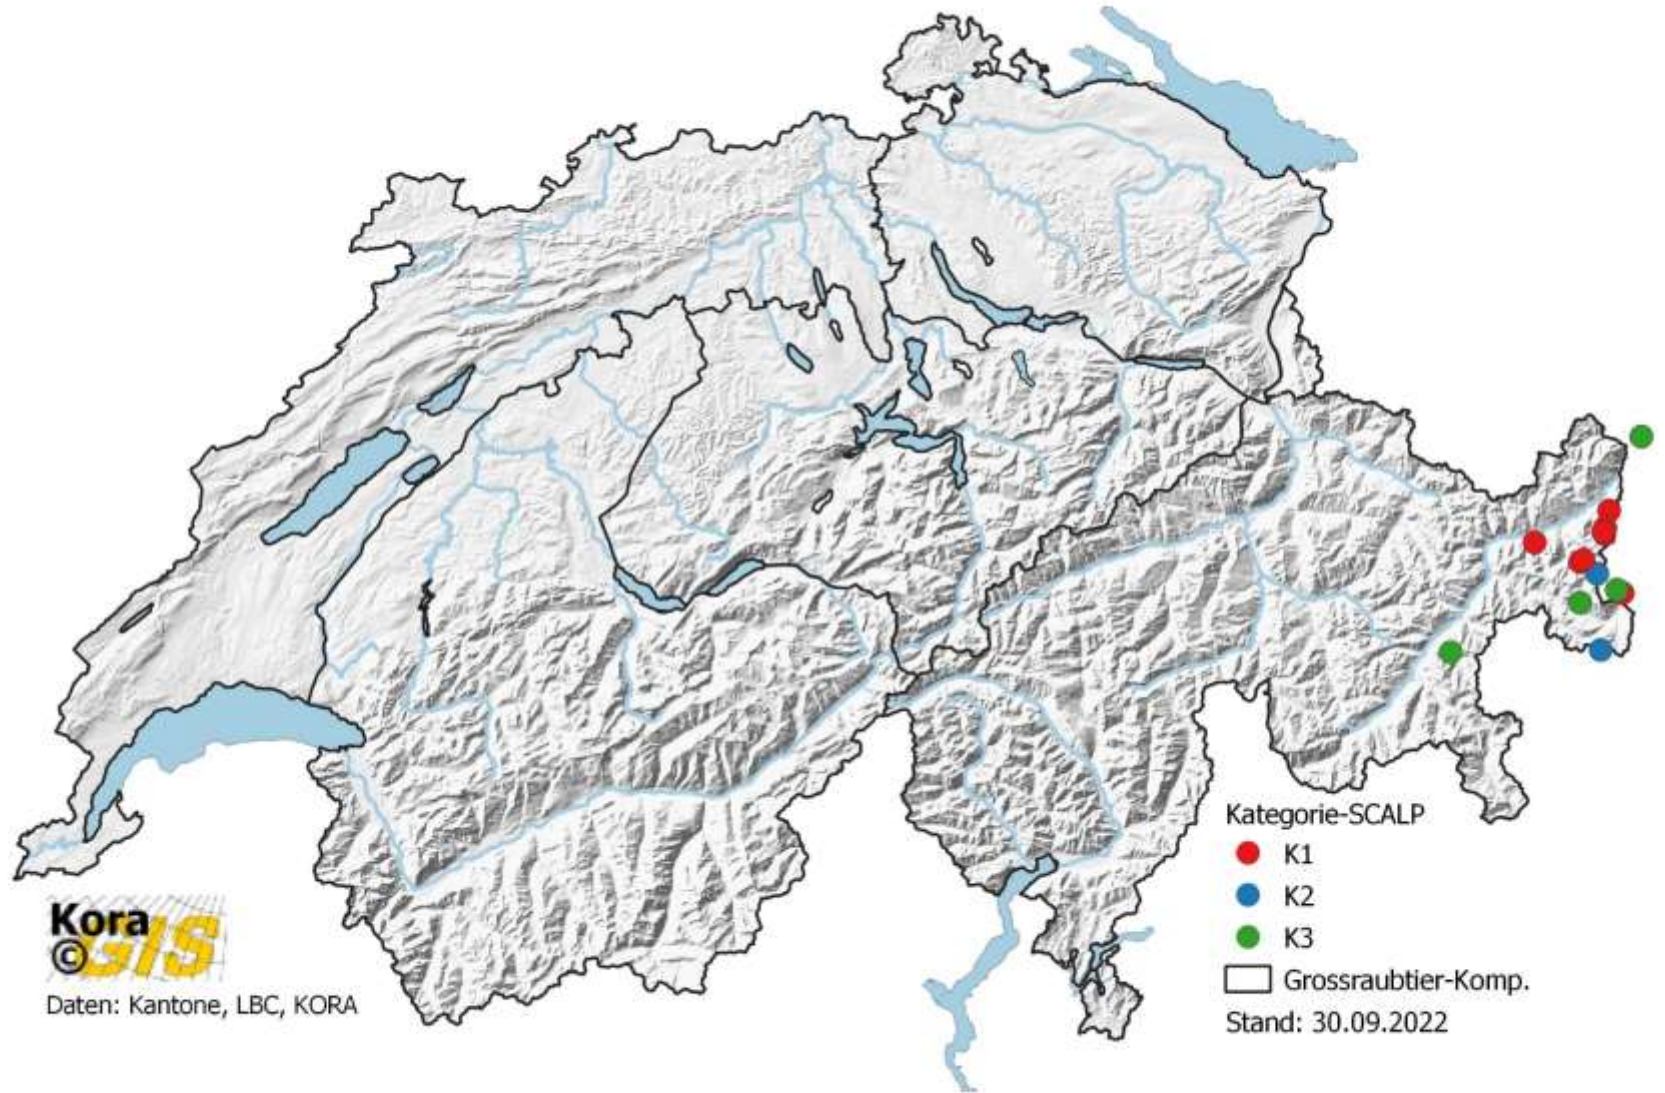 Kategorie-SCALP
K1
K2
K3
Grossraubtier-Komp.
Stand: 30.09.2022
Kora
©GIS
Daten: Kantone, LBC, KORA